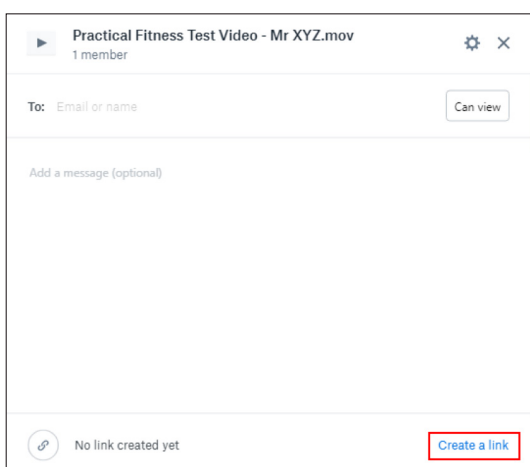 Practical Fitness Test Video - Mr XYZ.mov
1 member
To: Email or name
Can view
Add a message (optional)
No link created yet
Create a link